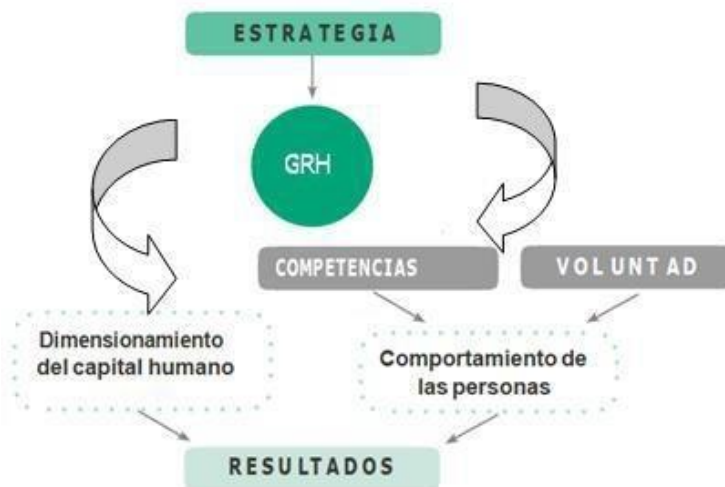 ESTRATEGIA
GRH
COMPETENCIAS
VOLUNTAD
Dimensionamiento
del capital humano
Comportamiento de
las personas
RESULTADOS